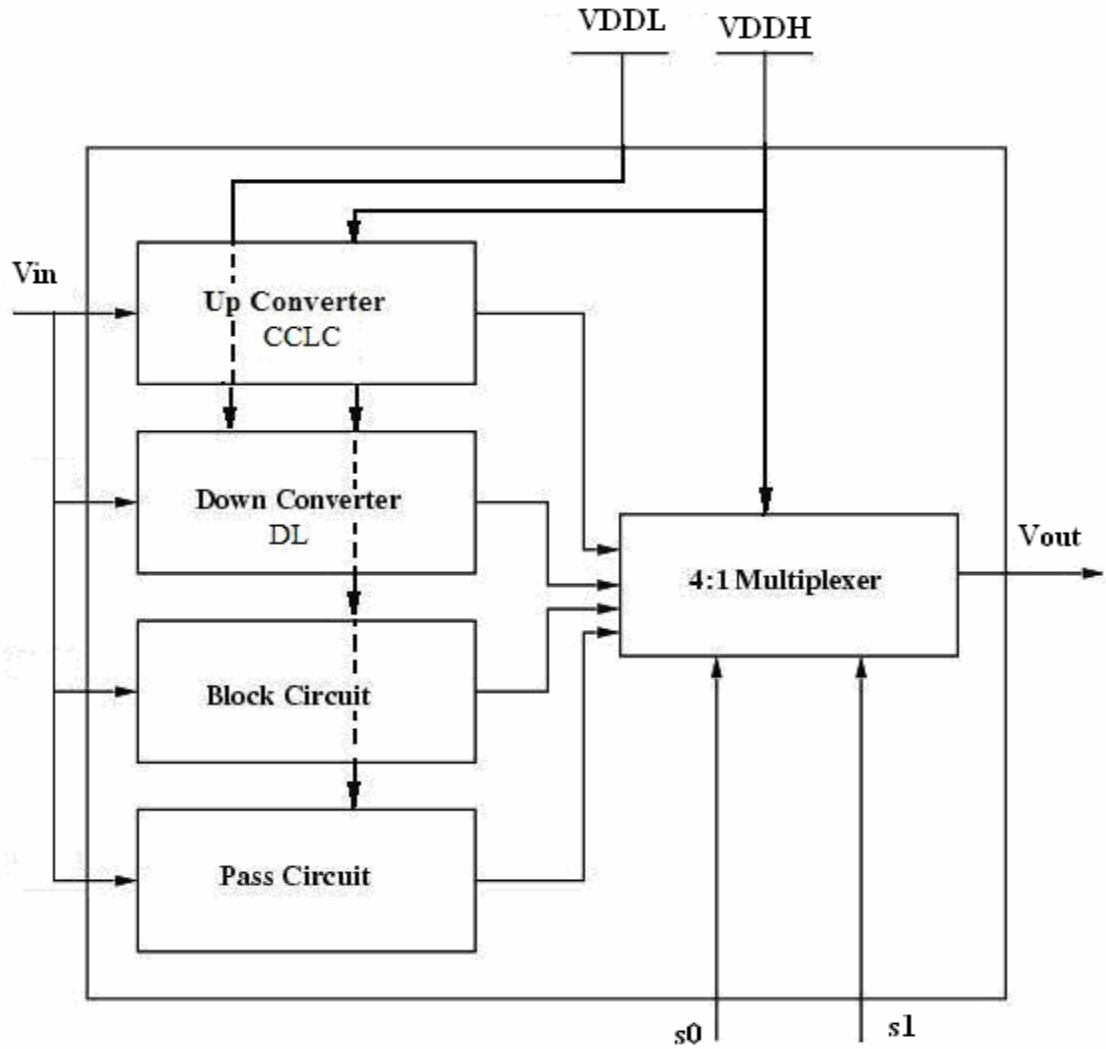 VDDL
VDDH
Vin
Up Converter
CCLC
Down Converter
DL
4:1 Multiplexer
Vout
Block Circuit
Pass Circuit
s0
s1